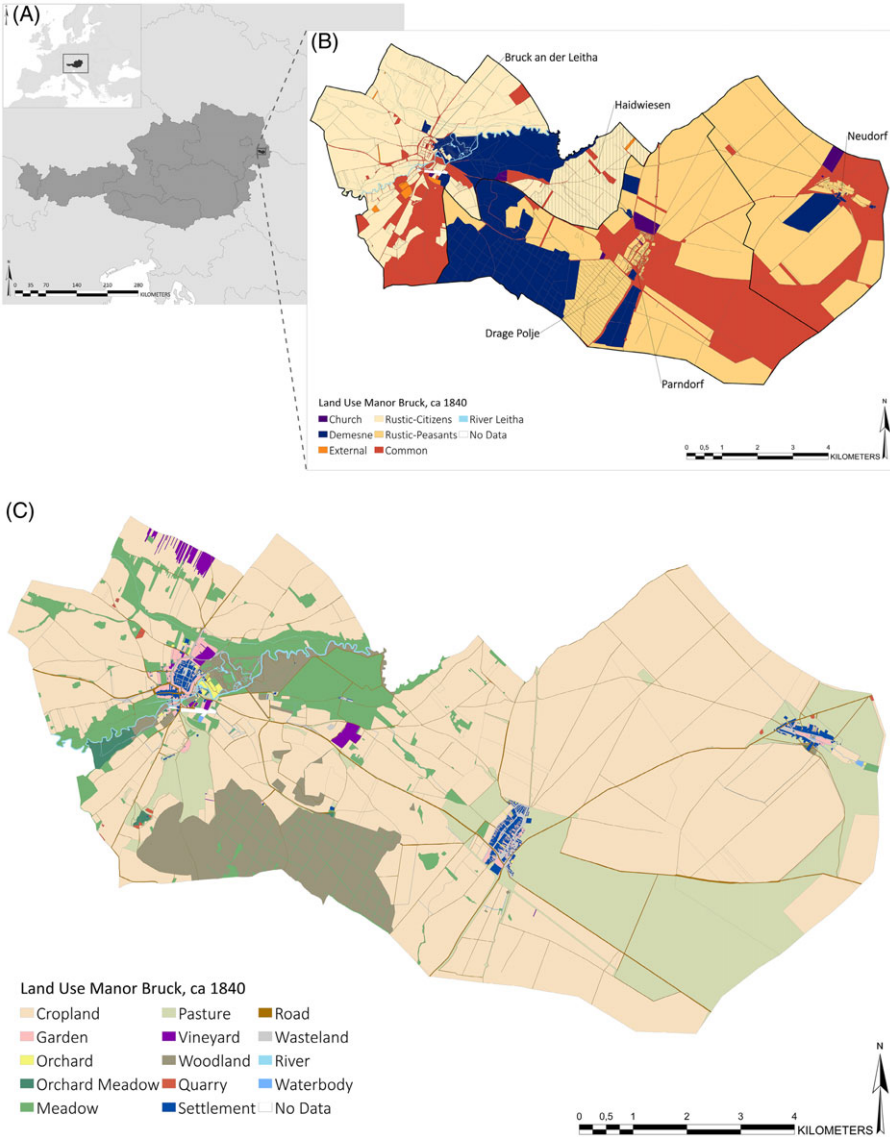 (A)
N
0 35 70 140 210 280
KILOMETERS
(B)
Bruck an der Leitha
Haidwiesen
Neudorf
Drage Polje
Parndorf
Land Use Manor Bruck, ca 1840
Church Rustic-Citizens River Leitha
Demesne Rustic-Peasants No Data
External Common
N
0 0,5 1 2 3 4
KILOMETERS
(C)
Land Use Manor Bruck, ca 1840
Cropland Pasture Road
Garden Vineyard Wasteland
Orchard Woodland River
Orchard Meadow Quarry Waterbody
Meadow Settlement No Data
N
0 0,5 1 2 3 4
KILOMETERS